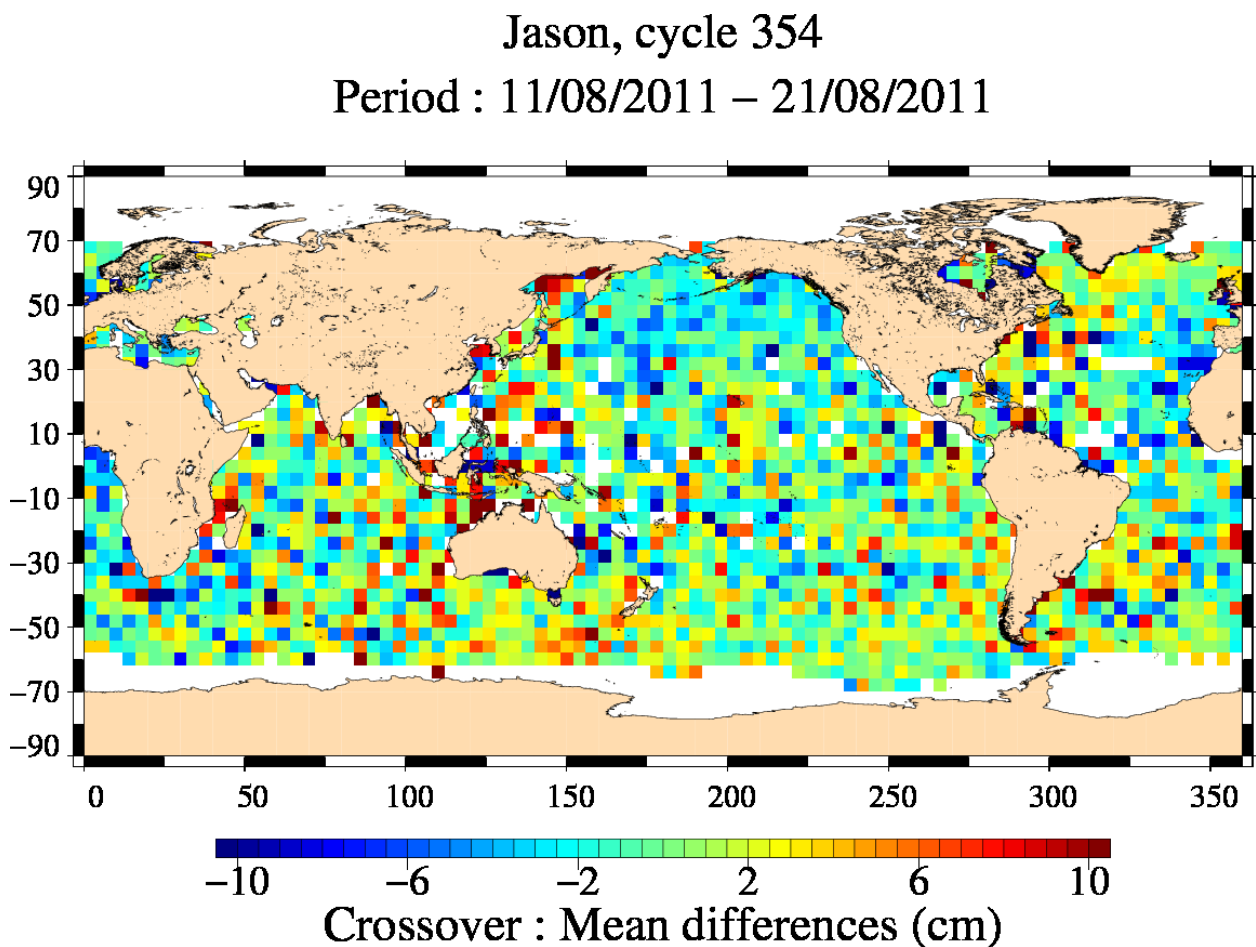 Jason, cycle 354
Period : 11/08/2011 – 21/08/2011
90
70
50
30
10
−10
−30
−50
−70
−90
0 50 100 150 200 250 300 350
−10 −6 −2 2 6 10
Crossover : Mean differences (cm)